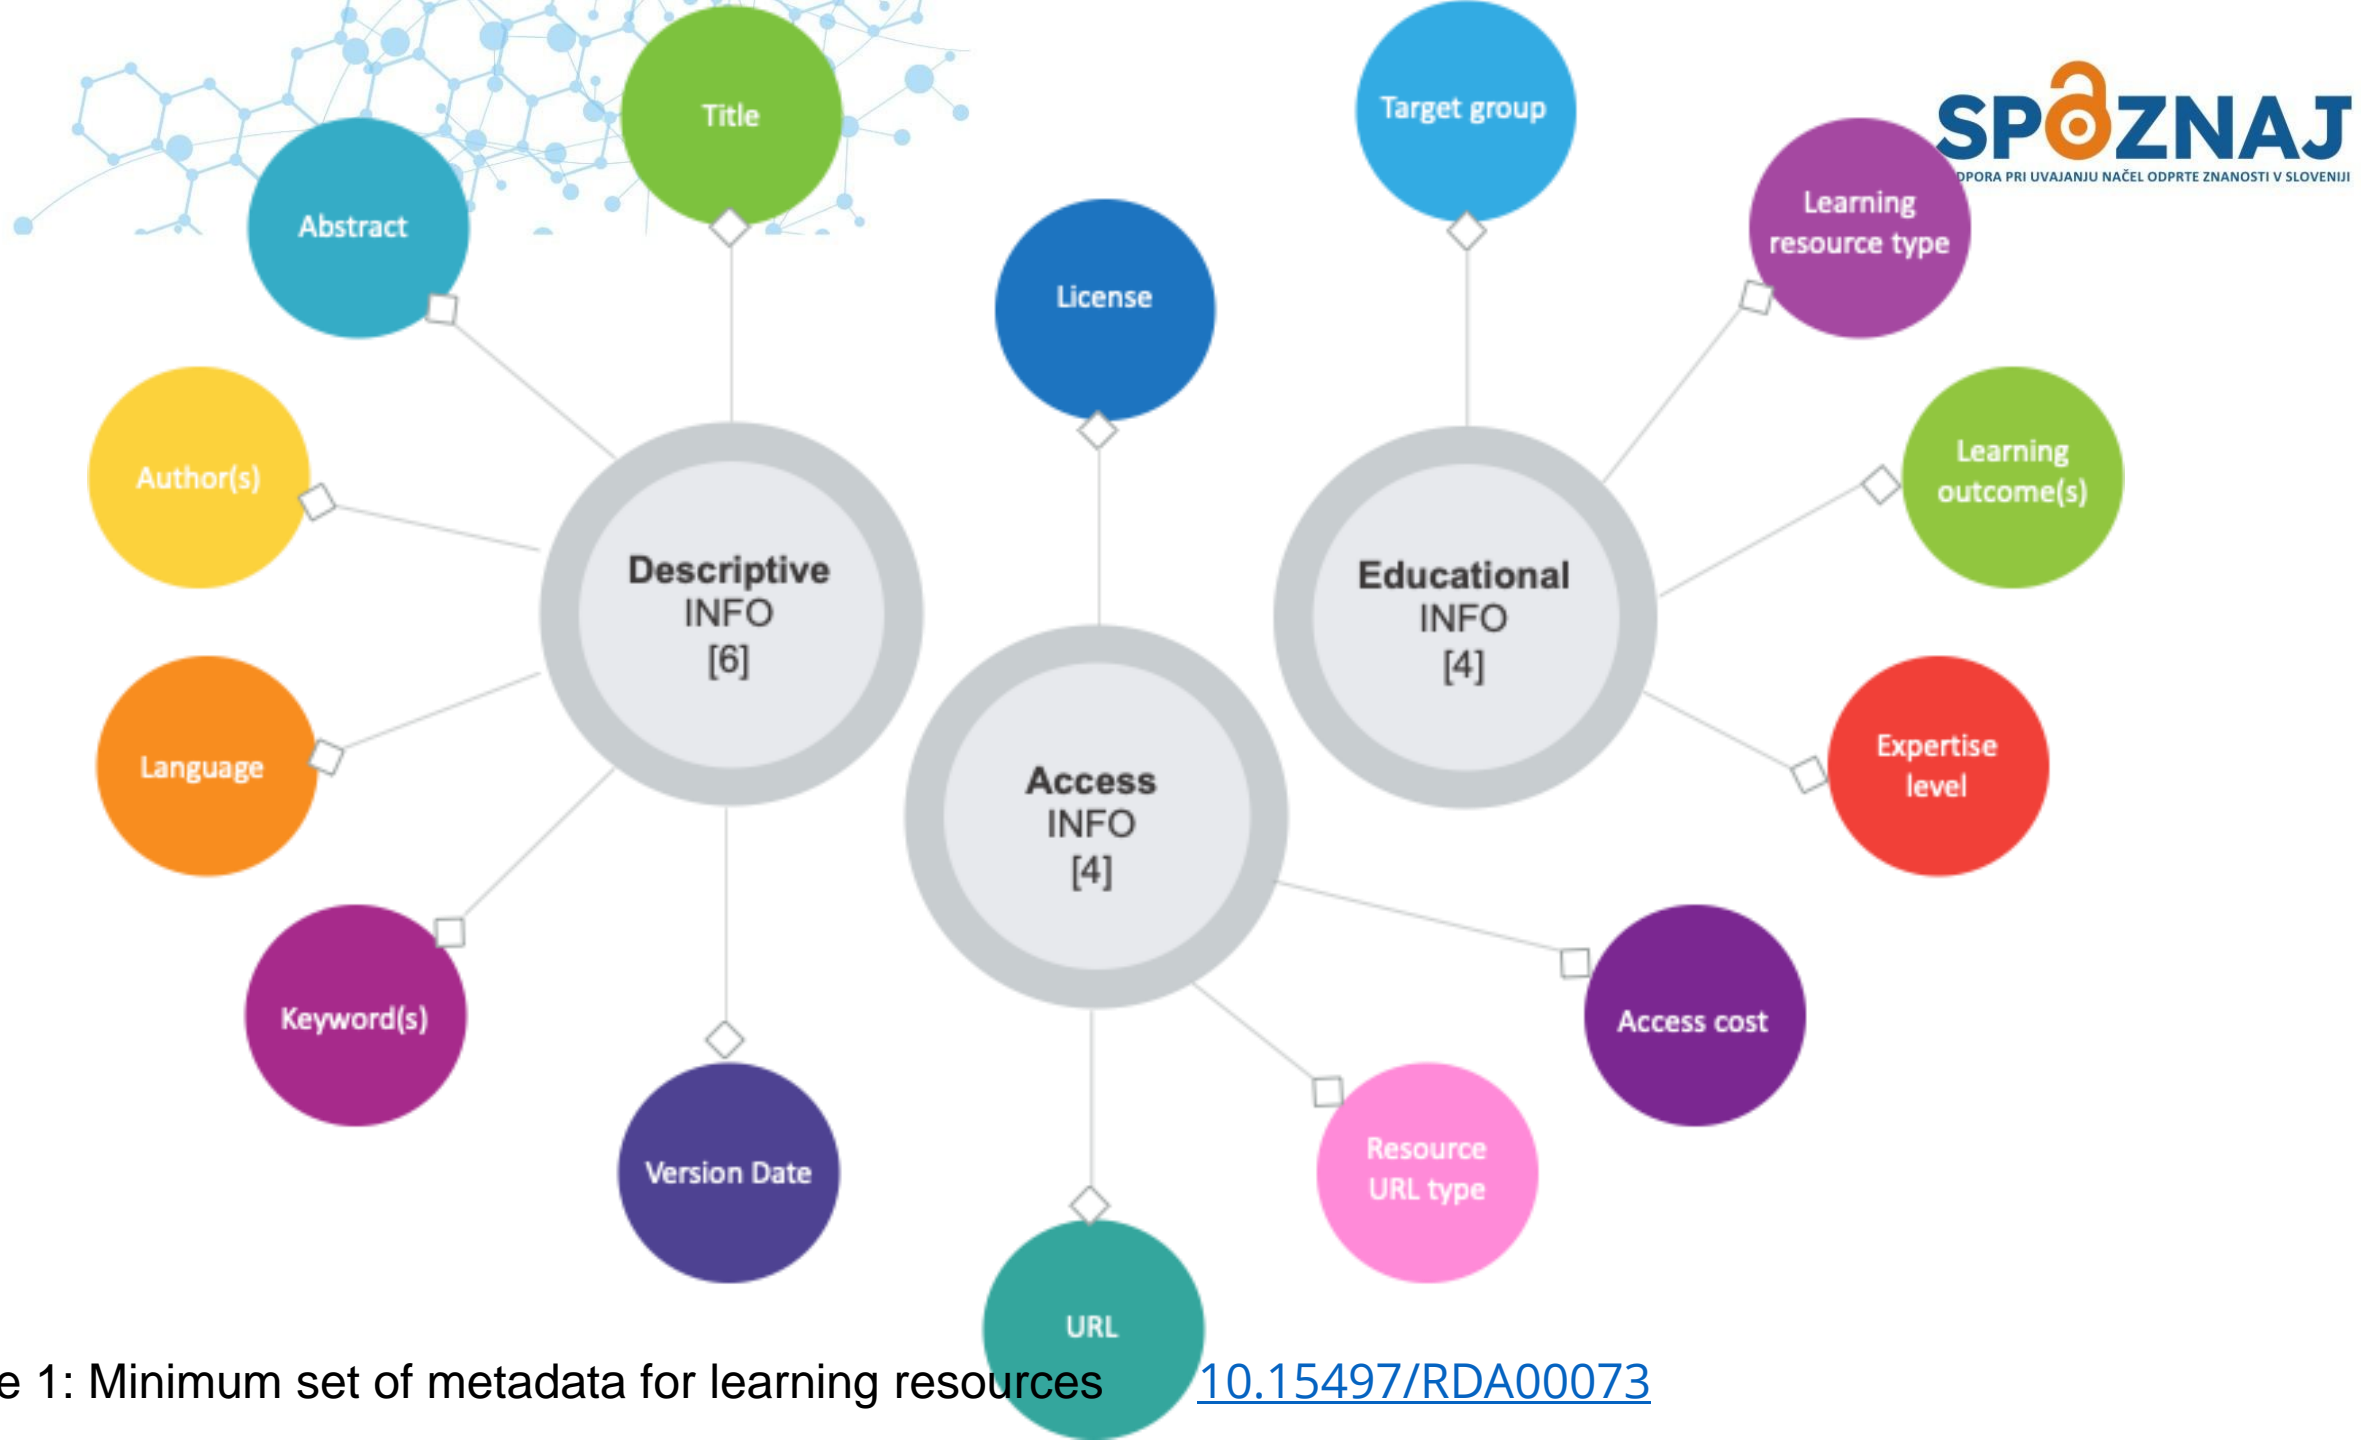 Title
Target group
SPOZNAJ
PORA PRI UVAJANJU NAČEL ODPRTE ZNANOSTI V SLOVENIJI
Abstract
License
Learning
resource type
Author(s)
Learning
outcome(s)
Descriptive
INFO
[6]
Educational
INFO
[4]
Language
Access
INFO
[4]
Expertise
level
Keyword(s)
Access cost
Version Date
Resource
URL type
URL
e 1: Minimum set of metadata for learning resources
10.15497/RDA00073